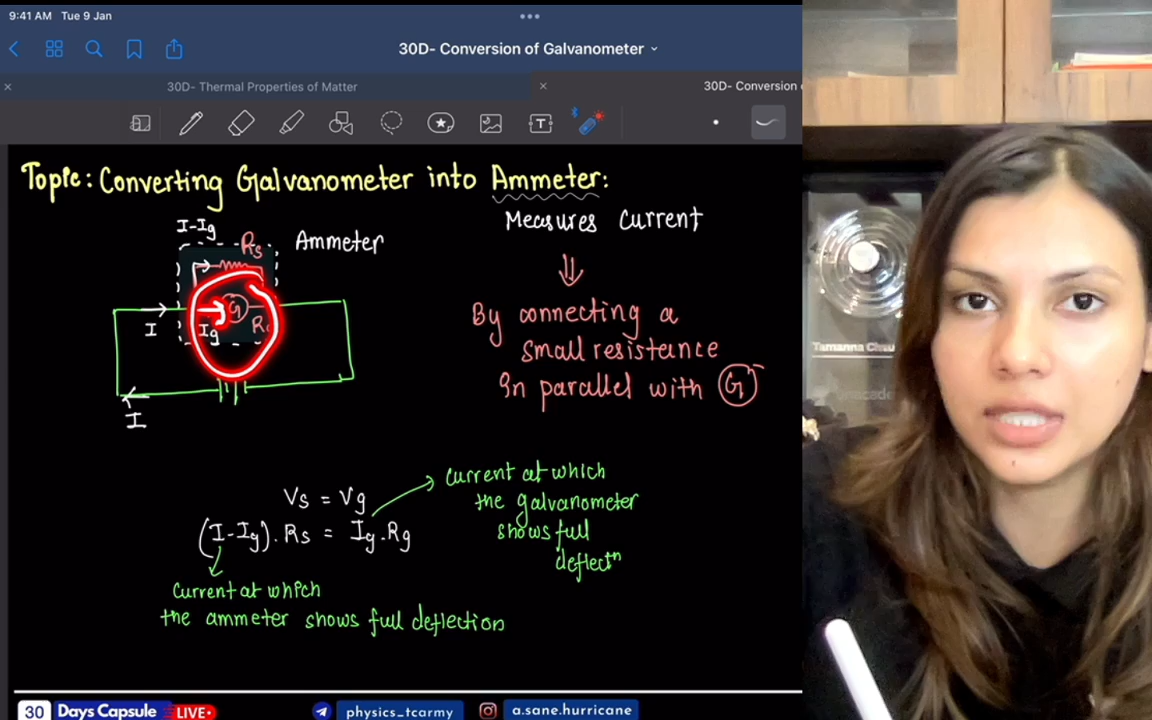 9:41 AM Tue 9 Jan
30D- Conversion of Galvanometer
30D- Thermal Properties of Matter
30D- Conversion
Topic: Converting Galvanometer into Ammeter:
I-Ig
Rs
Ammeter
Measures Current
G
I
Ig
R
I
By connecting a
small resistance
In parallel with G
Vs = Vg
(I-Ig). Rs = Ig.Rg
Current at which
the galvanometer
shows full
deflectn
Current at which
the ammeter shows full deflection
Tamanna Chau
30 Days Capsule LIVE
physics_tcarmy
a.sane.hurricane